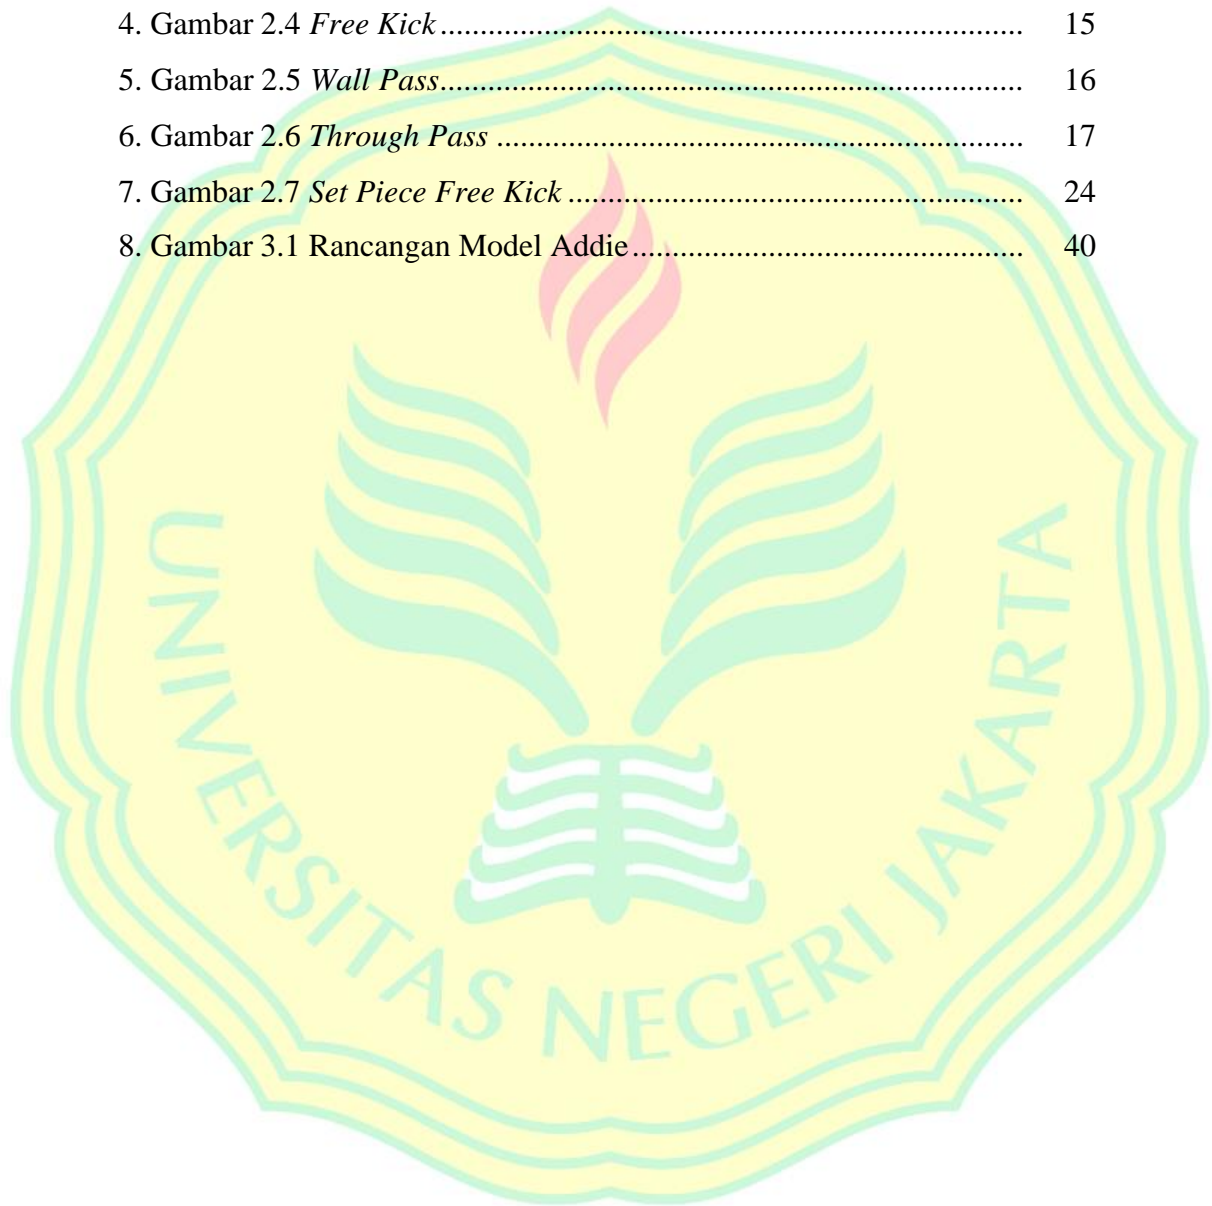 4. Gambar 2.4 Free Kick ......................................................................... 15
5. Gambar 2.5 Wall Pass......................................................................... 16
6. Gambar 2.6 Through Pass .................................................................. 17
7. Gambar 2.7 Set Piece Free Kick ......................................................... 24
8. Gambar 3.1 Rancangan Model Addie................................................. 40
UNIVERSITAS NEGERI JAKARTA